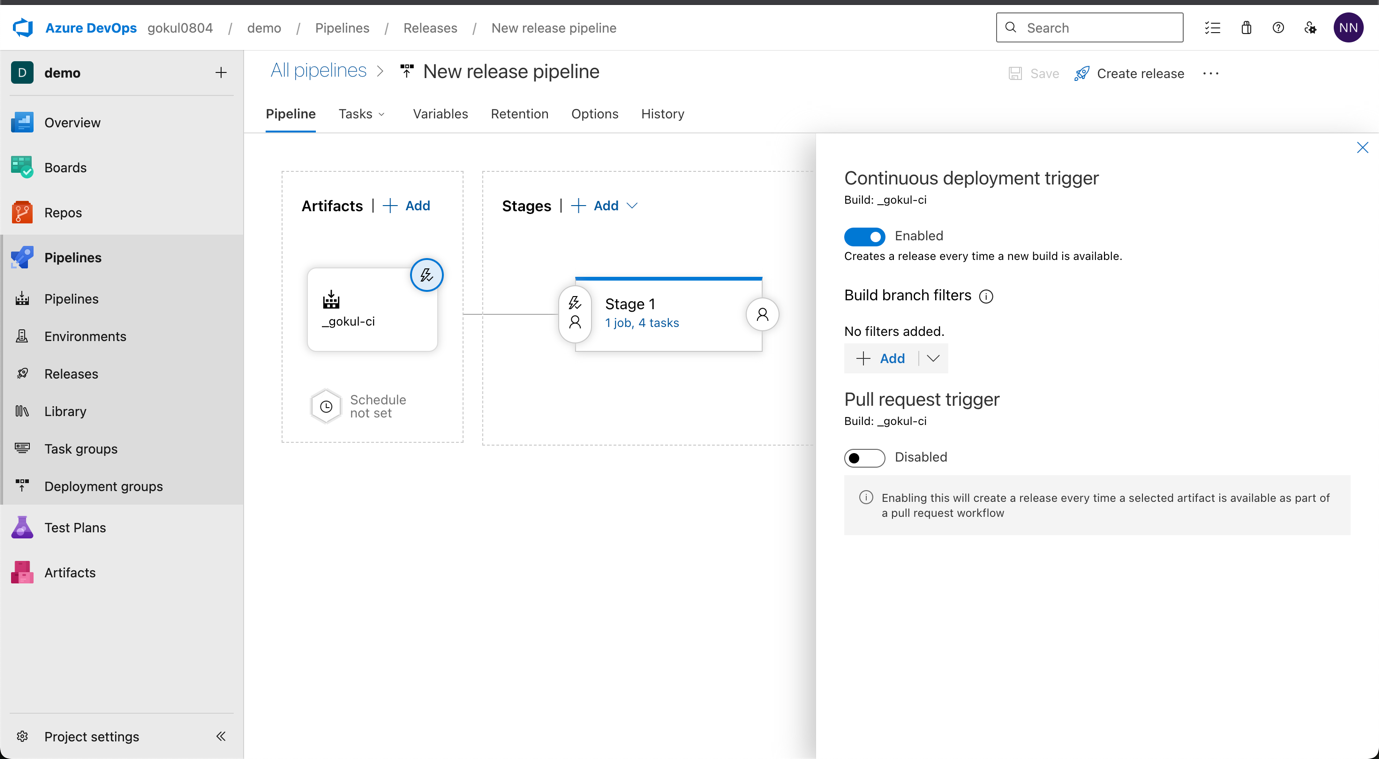 Azure DevOps gokul0804 / demo / Pipelines / Releases / New release pipeline
Search
NN
D demo
Overview
Boards
Repos
Pipelines
Pipelines
Environments
Releases
Library
Task groups
Deployment groups
Test Plans
Artifacts
Project settings
All pipelines > New release pipeline
Save Create release ...
Pipeline Tasks Variables Retention Options History
Artifacts | + Add
_gokul-ci
Schedule
not set
Stages | + Add
Stage 1
1 job, 4 tasks
Continuous deployment trigger
Build: _gokul-ci
Enabled
Creates a release every time a new build is available.
Build branch filters
No filters added.
+ Add
Pull request trigger
Build: _gokul-ci
Disabled
Enabling this will create a release every time a selected artifact is available as part of
a pull request workflow